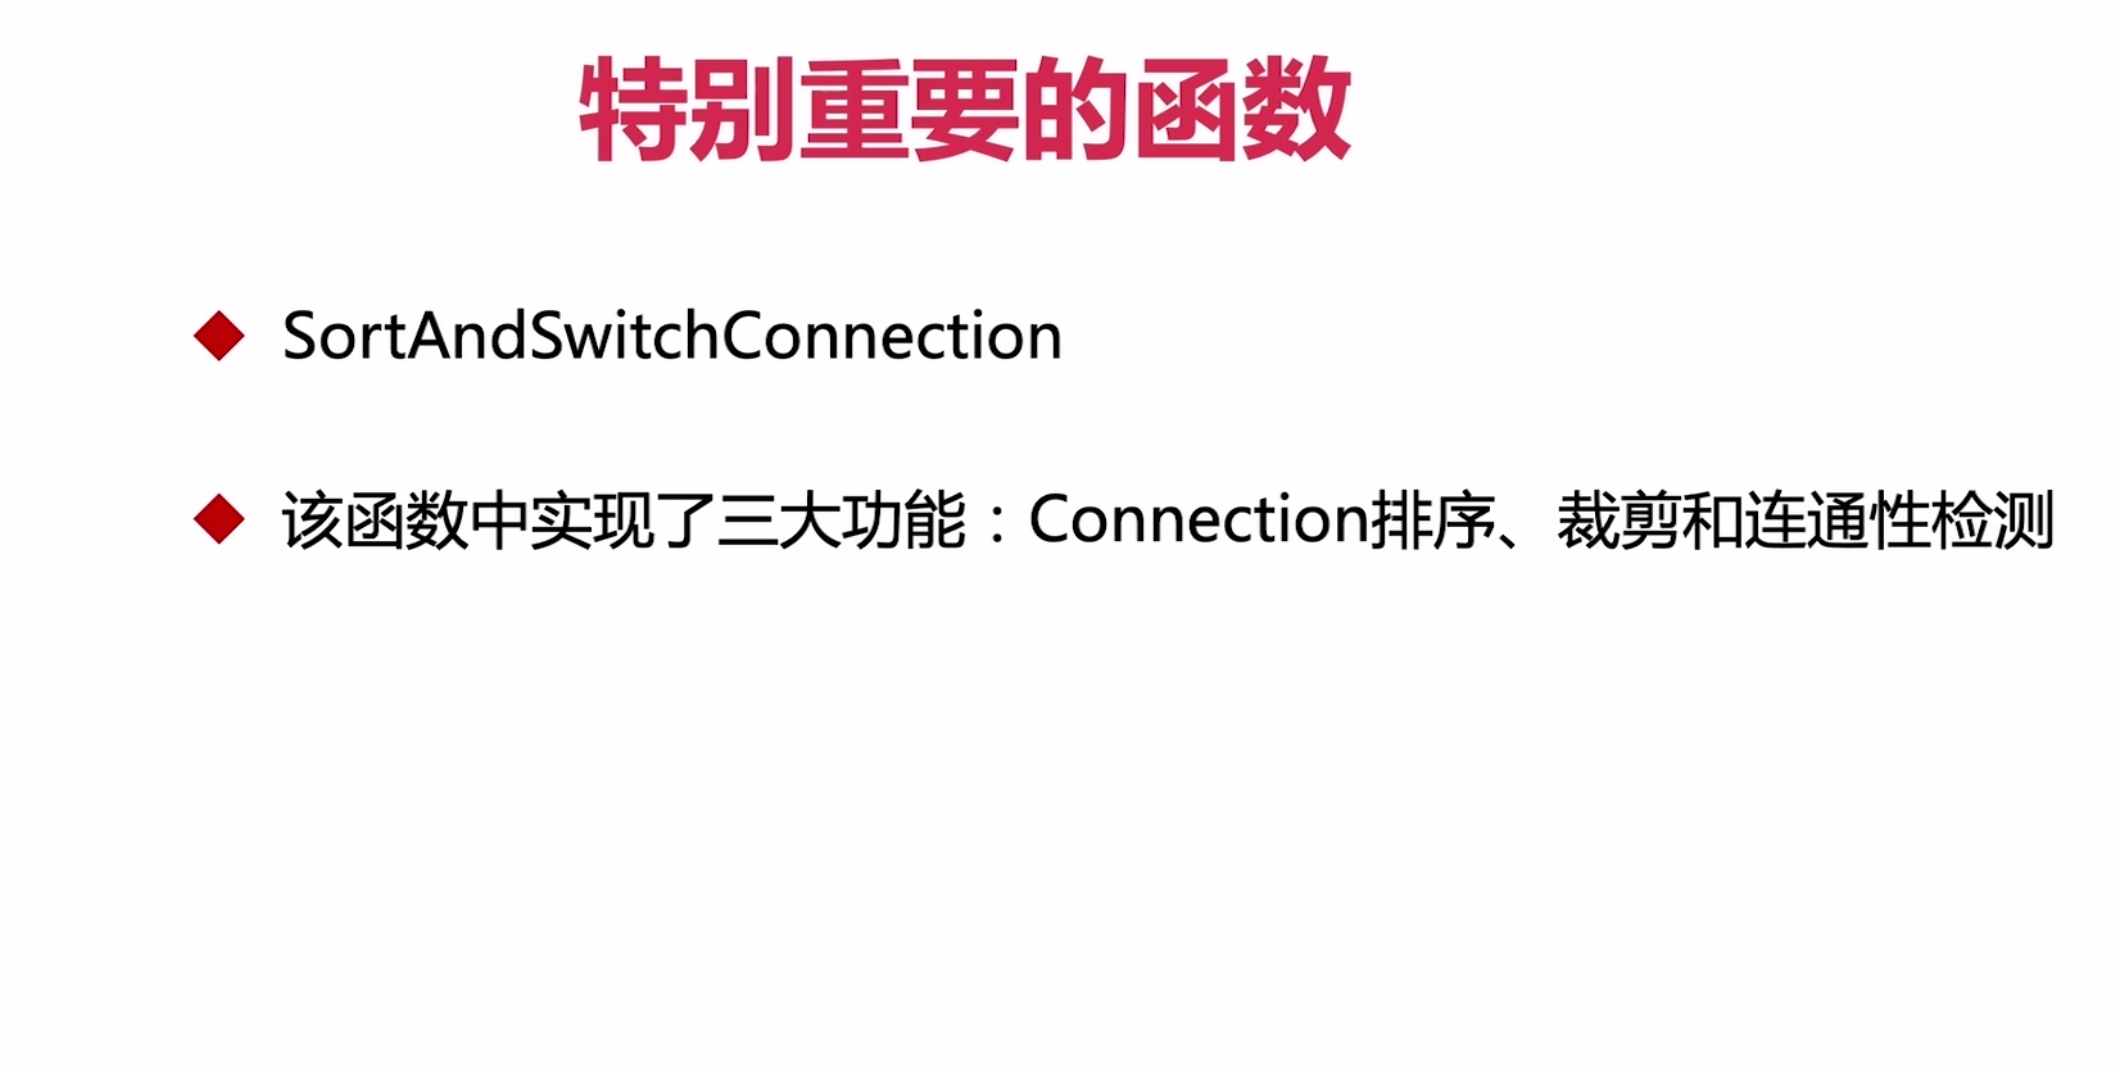 特别重要的函数
SortAndSwitchConnection
该函数中实现了三大功能：Connection排序、裁剪和连通性检测